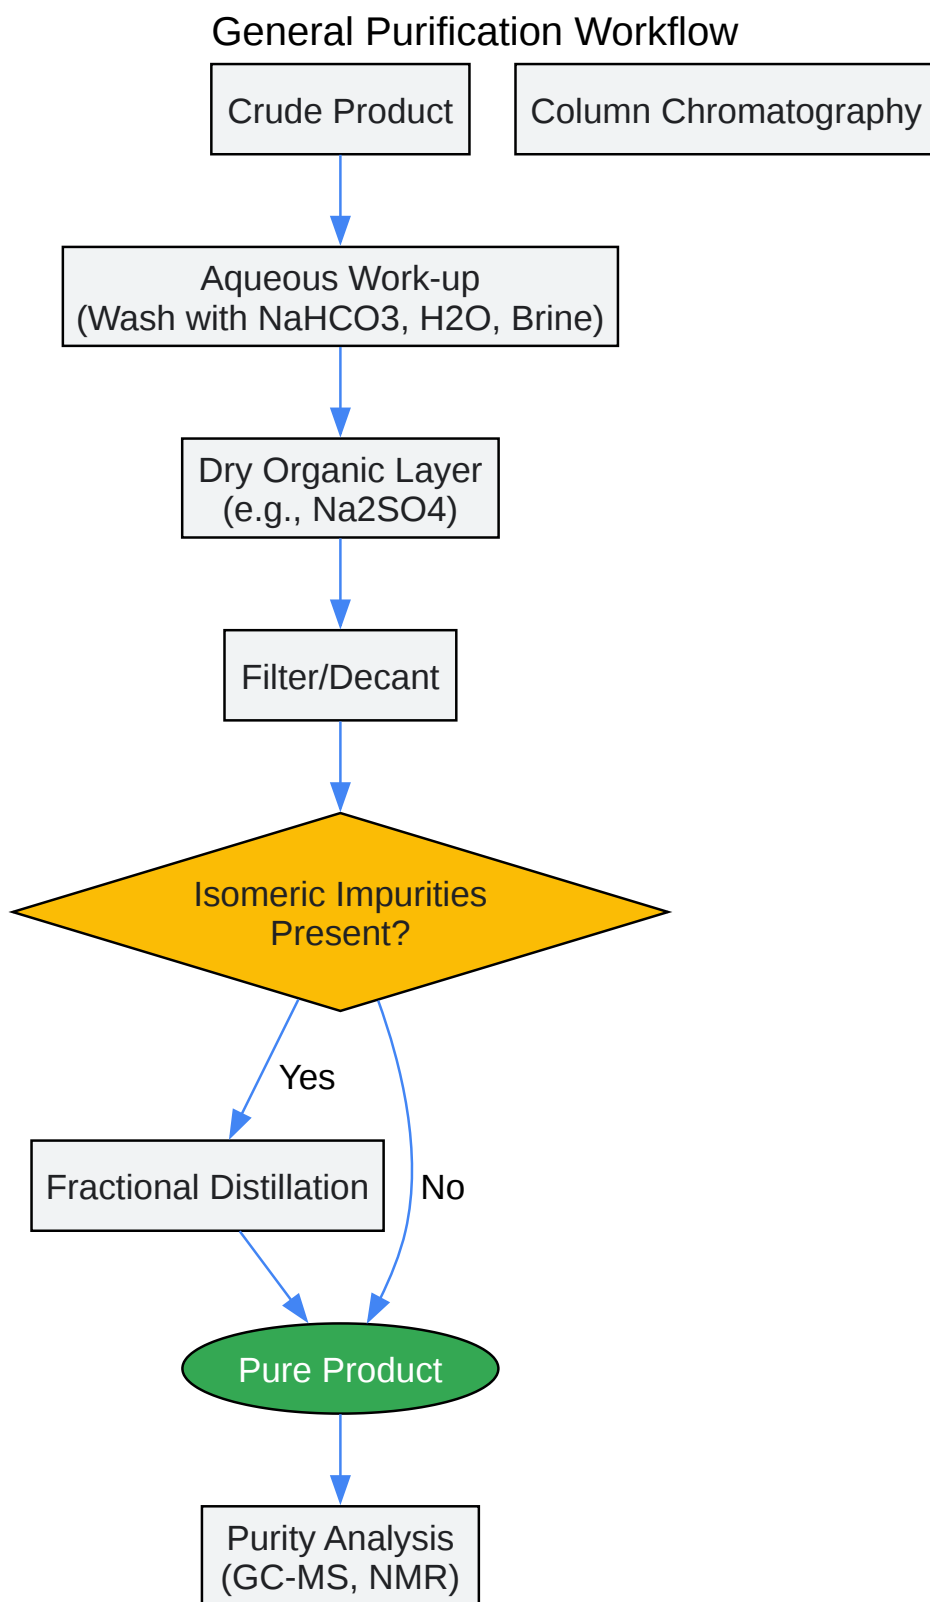 General Purification Workflow
Crude Product
Column Chromatography
Aqueous Work-up
(Wash with NaHCO3, H2O, Brine)
Dry Organic Layer
(e.g., Na2SO4)
Filter/Decant
Isomeric Impurities
Present?
Yes
Fractional Distillation
No
Pure Product
Purity Analysis
(GC-MS, NMR)